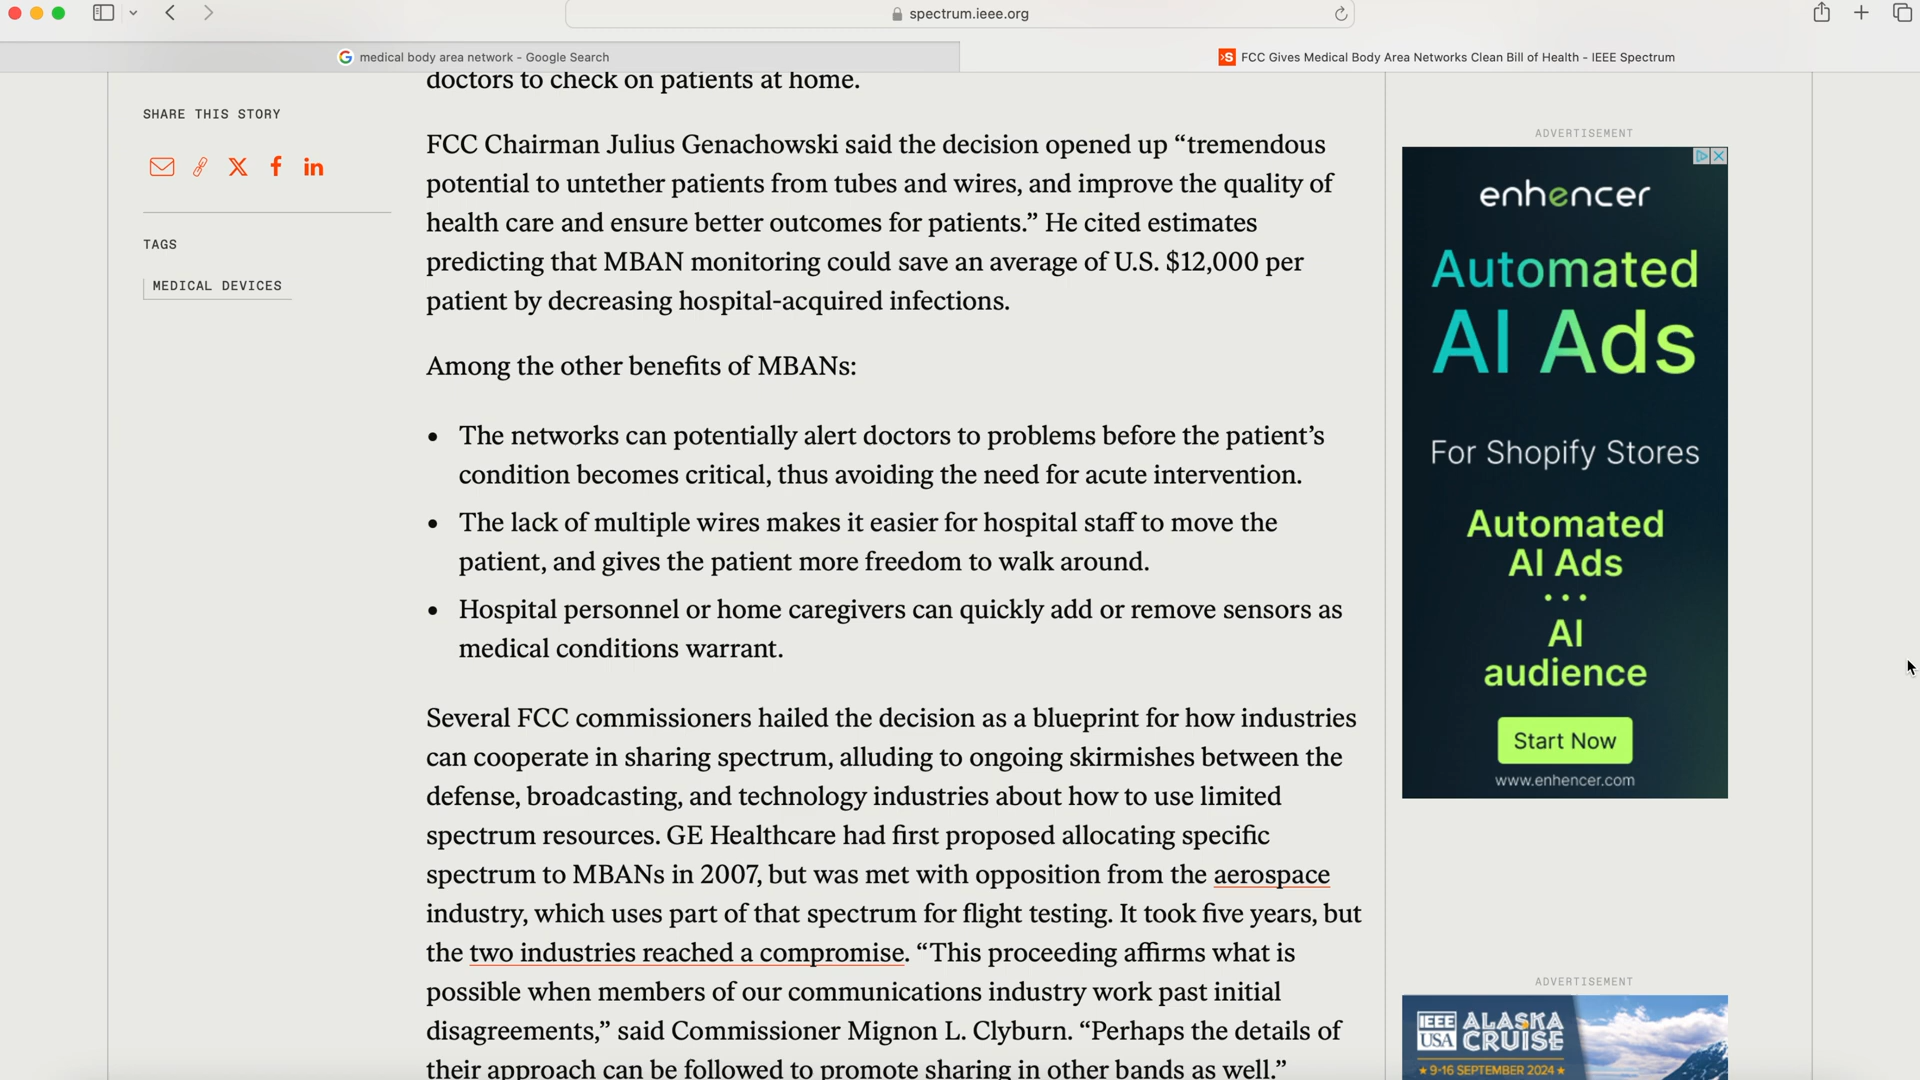 spectrum.ieee.org
medical body area network - Google Search
FCC Gives Medical Body Area Networks Clean Bill of Health - IEEE Spectrum
SHARE THIS STORY
TAGS
MEDICAL DEVICES
doctors to check on patients at home.
FCC Chairman Julius Genachowski said the decision opened up “tremendous
potential to untether patients from tubes and wires, and improve the quality of
health care and ensure better outcomes for patients.” He cited estimates
predicting that MBAN monitoring could save an average of U.S. $12,000 per
patient by decreasing hospital-acquired infections.
Among the other benefits of MBANs:
• The networks can potentially alert doctors to problems before the patient’s
condition becomes critical, thus avoiding the need for acute intervention.
• The lack of multiple wires makes it easier for hospital staff to move the
patient, and gives the patient more freedom to walk around.
• Hospital personnel or home caregivers can quickly add or remove sensors as
medical conditions warrant.
Several FCC commissioners hailed the decision as a blueprint for how industries
can cooperate in sharing spectrum, alluding to ongoing skirmishes between the
defense, broadcasting, and technology industries about how to use limited
spectrum resources. GE Healthcare had first proposed allocating specific
spectrum to MBANs in 2007, but was met with opposition from the aerospace
industry, which uses part of that spectrum for flight testing. It took five years, but
the two industries reached a compromise. “This proceeding affirms what is
possible when members of our communications industry work past initial
disagreements,” said Commissioner Mignon L. Clyburn. “Perhaps the details of
their approach can be followed to promote sharing in other bands as well.”
ADVERTISEMENT
enhencer
Automated
AI Ads
For Shopify Stores
Automated
AI Ads
...
AI
audience
Start Now
www.enhencer.com
ADVERTISEMENT
IEEE
USA
ALASKA
CRUISE
★ 9-16 SEPTEMBER 2024 ★